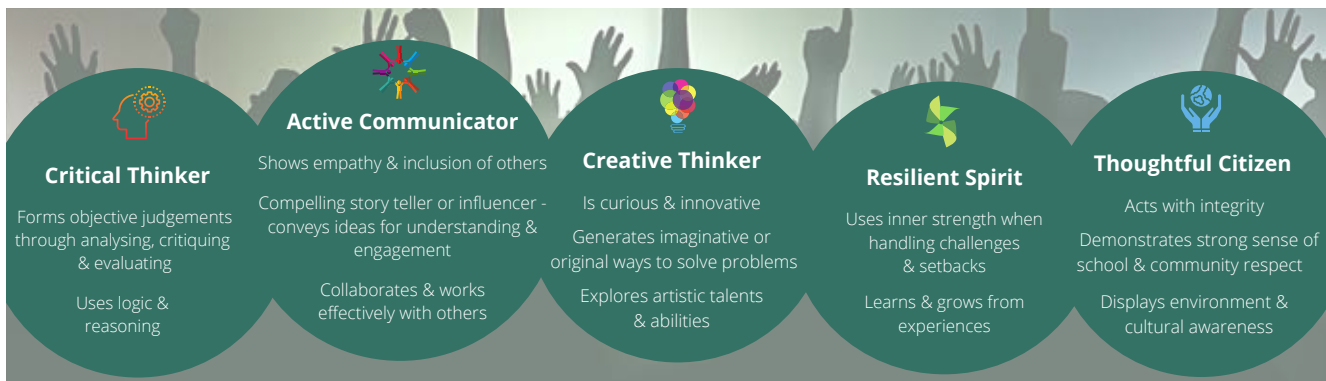 Critical Thinker
Forms objective judgements
through analysing, critiquing
& evaluating
Uses logic &
reasoning
Active Communicator
Shows empathy & inclusion of others
Compelling story teller or influencer -
conveys ideas for understanding &
engagement
Collaborates & works
effectively with others
Creative Thinker
Is curious & innovative
Generates imaginative or
original ways to solve problems
Explores artistic talents
& abilities
Resilient Spirit
Uses inner strength when
handling challenges
& setbacks
Learns & grows from
experiences
Thoughtful Citizen
Acts with integrity
Demonstrates strong sense of
school & community respect
Displays environment &
cultural awareness